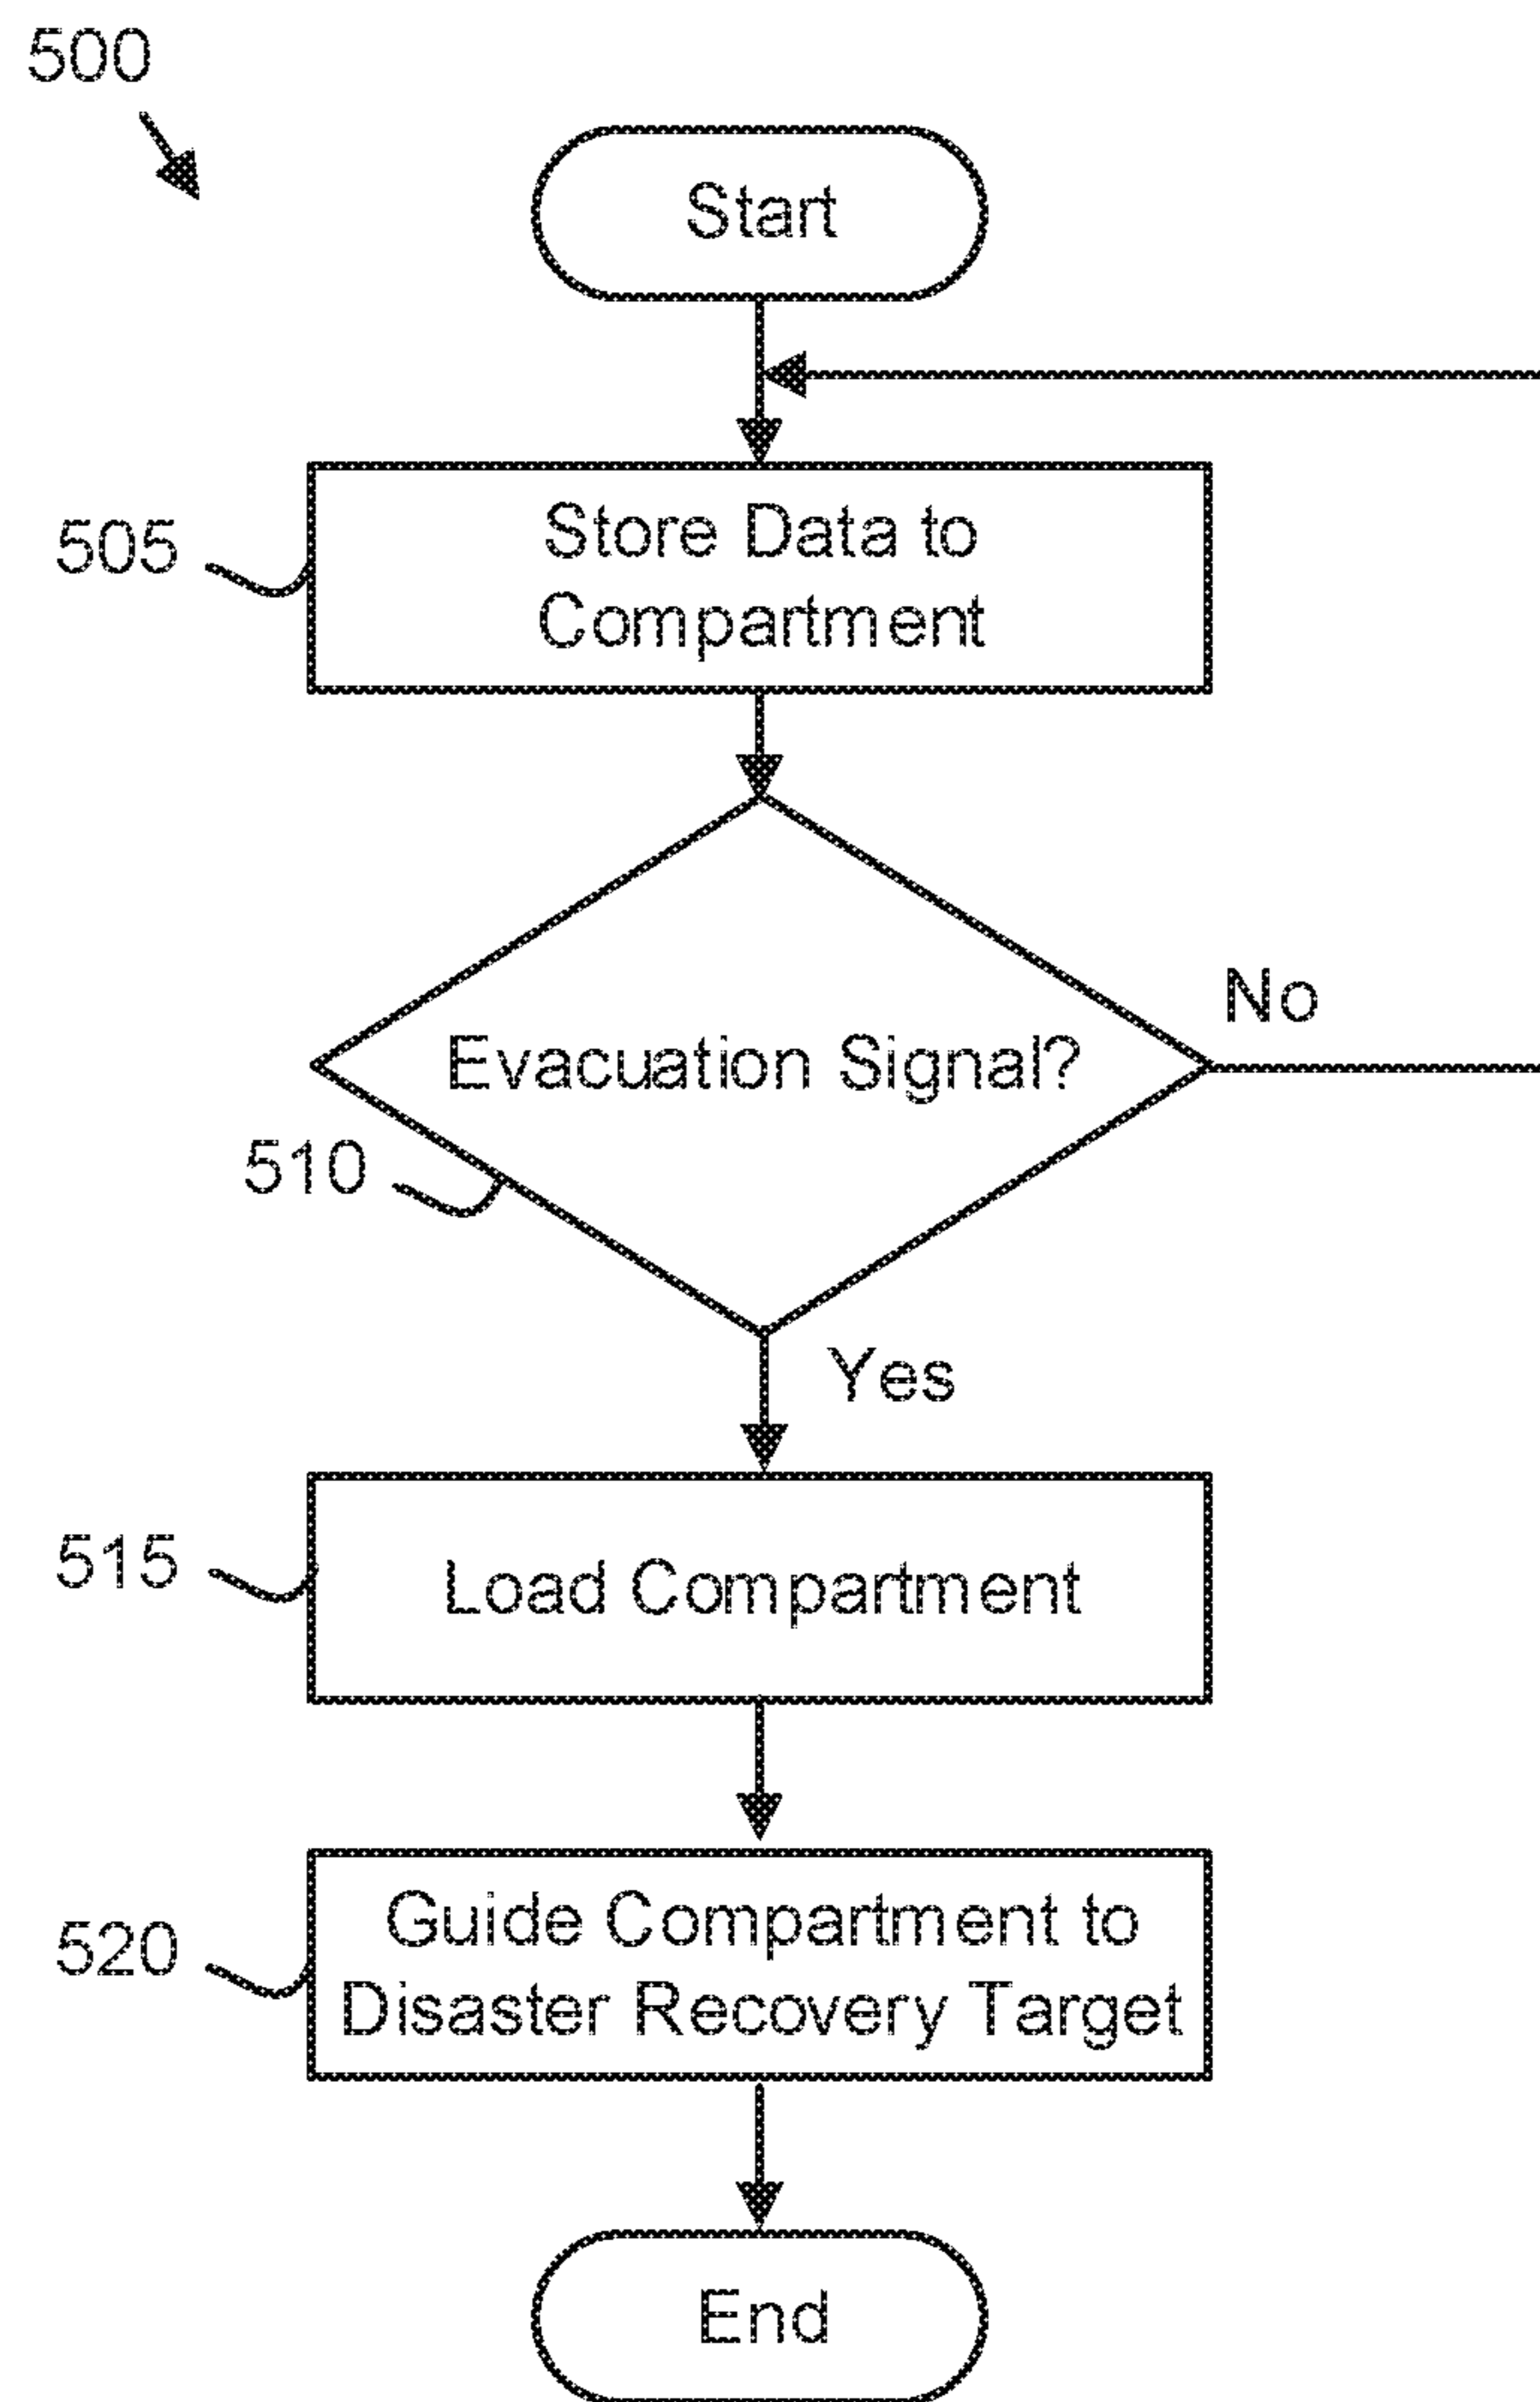 500
Start
505
Store Data to
Compartment
Evacuation Signal?
No
510
Yes
515
Load Compartment
520
Guide Compartment to
Disaster Recovery Target
End